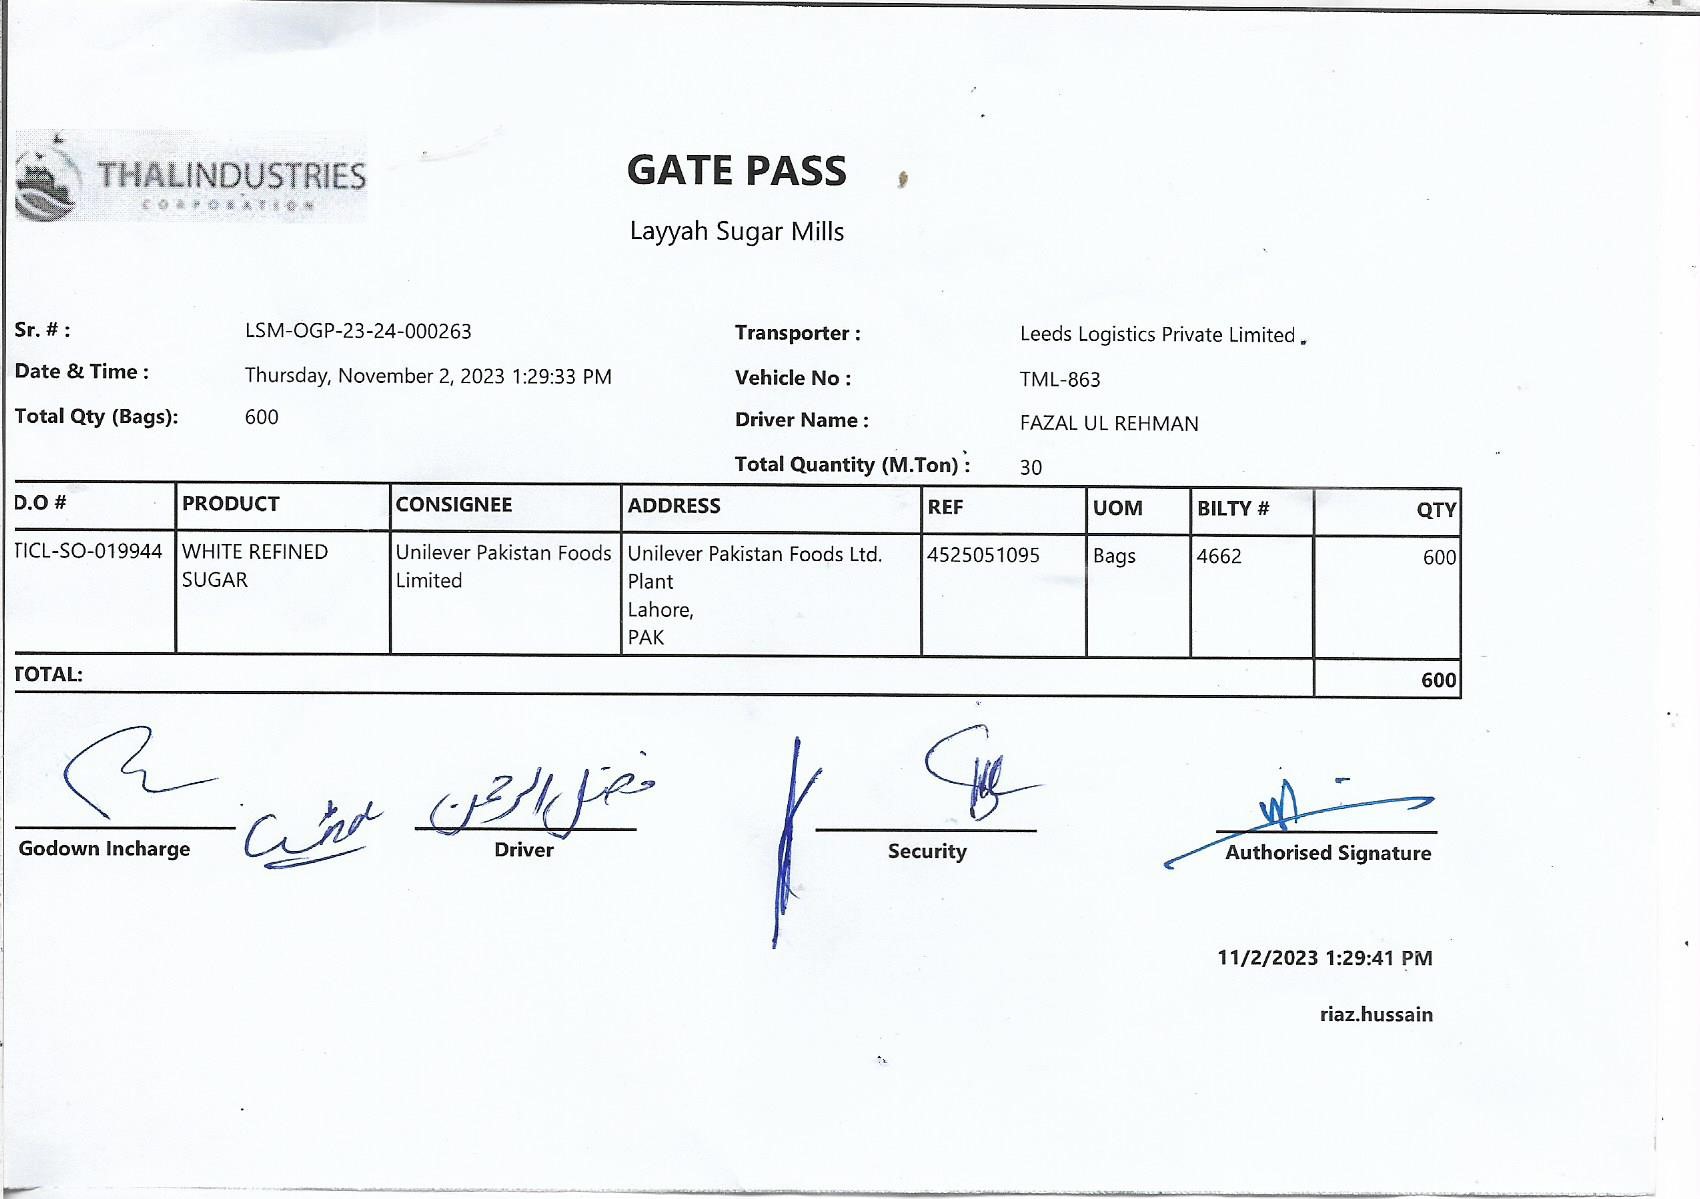 THALINDUSTRIES
CORPORATION
GATE PASS
Layyah Sugar Mills
Sr. # : LSM-OGP-23-24-000263
Date & Time : Thursday, November 2, 2023 1:29:33 PM
Total Qty (Bags): 600
Transporter : Leeds Logistics Private Limited
Vehicle No : TML-863
Driver Name : FAZAL UL REHMAN
Total Quantity (M.Ton) : 30
D.O # PRODUCT CONSIGNEE ADDRESS REF UOM BILTY # QTY
TICL-SO-019944 WHITE REFINED Unilever Pakistan Foods Unilever Pakistan Foods Ltd. 4525051095 Bags 4662 600
SUGAR Limited Plant
Lahore,
PAK
TOTAL: 600
فضل الرحمن
Godown Incharge Driver Security Authorised Signature
11/2/2023 1:29:41 PM
riaz.hussain